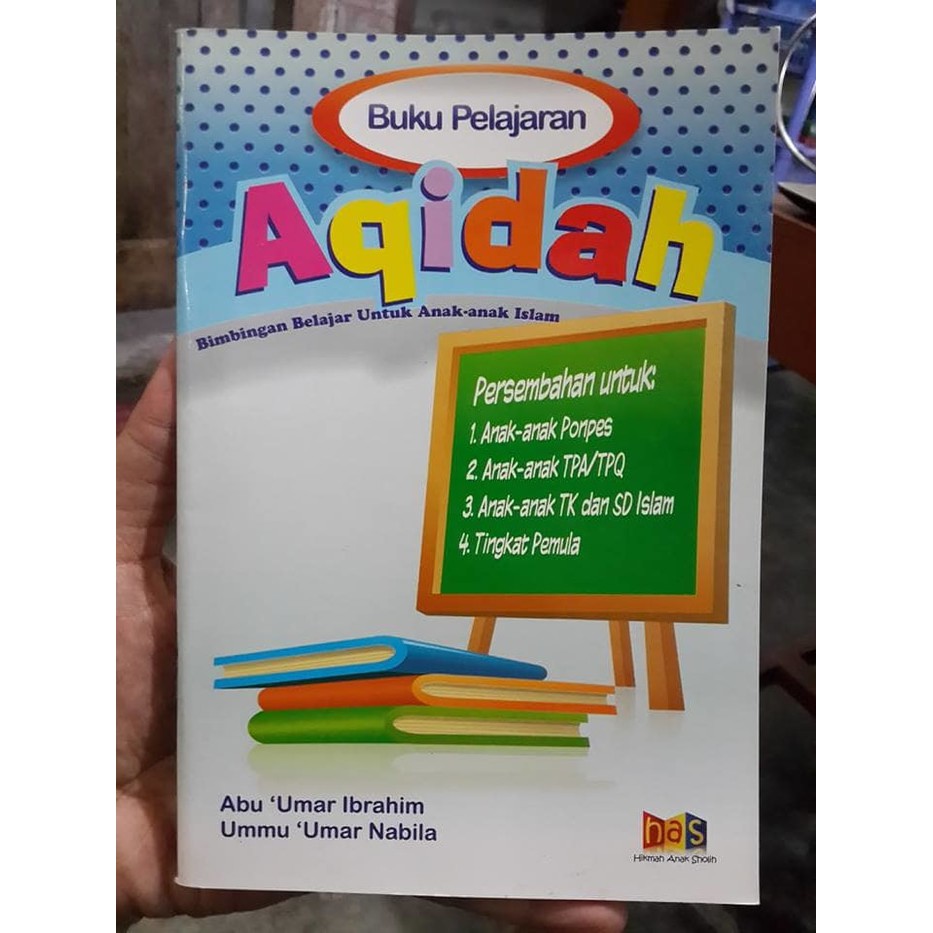 Buku Pelajaran
Aqidah
Bimbingan Belajar Untuk Anak-anak Islam
Persembahan untuk:
1. Anak-anak Ponpes
2. Anak-anak TPA/TPQ
3. Anak-anak TK dan SD Islam
4. Tingkat Pemula
Abu ‘Umar Ibrahim
Ummu ‘Umar Nabila
has
Hikmah Anak Sholih